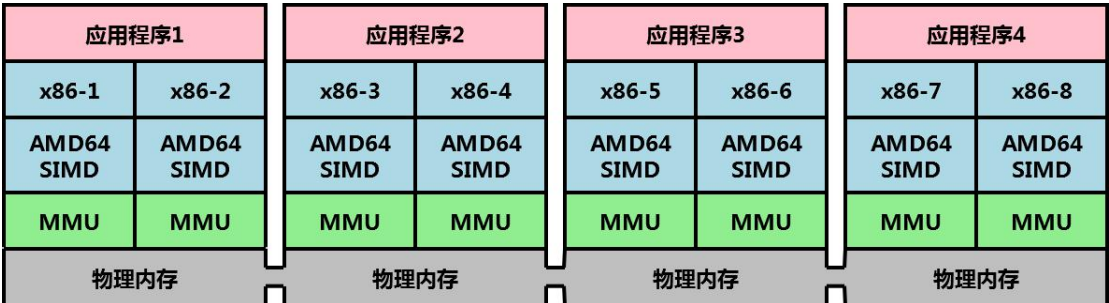 应用程序1 应用程序2 应用程序3 应用程序4
x86-1 x86-2 x86-3 x86-4 x86-5 x86-6 x86-7 x86-8
AMD64 AMD64 AMD64 AMD64 AMD64 AMD64 AMD64 AMD64
SIMD SIMD SIMD SIMD SIMD SIMD SIMD SIMD
MMU MMU MMU MMU MMU MMU MMU MMU
物理内存 物理内存 物理内存 物理内存